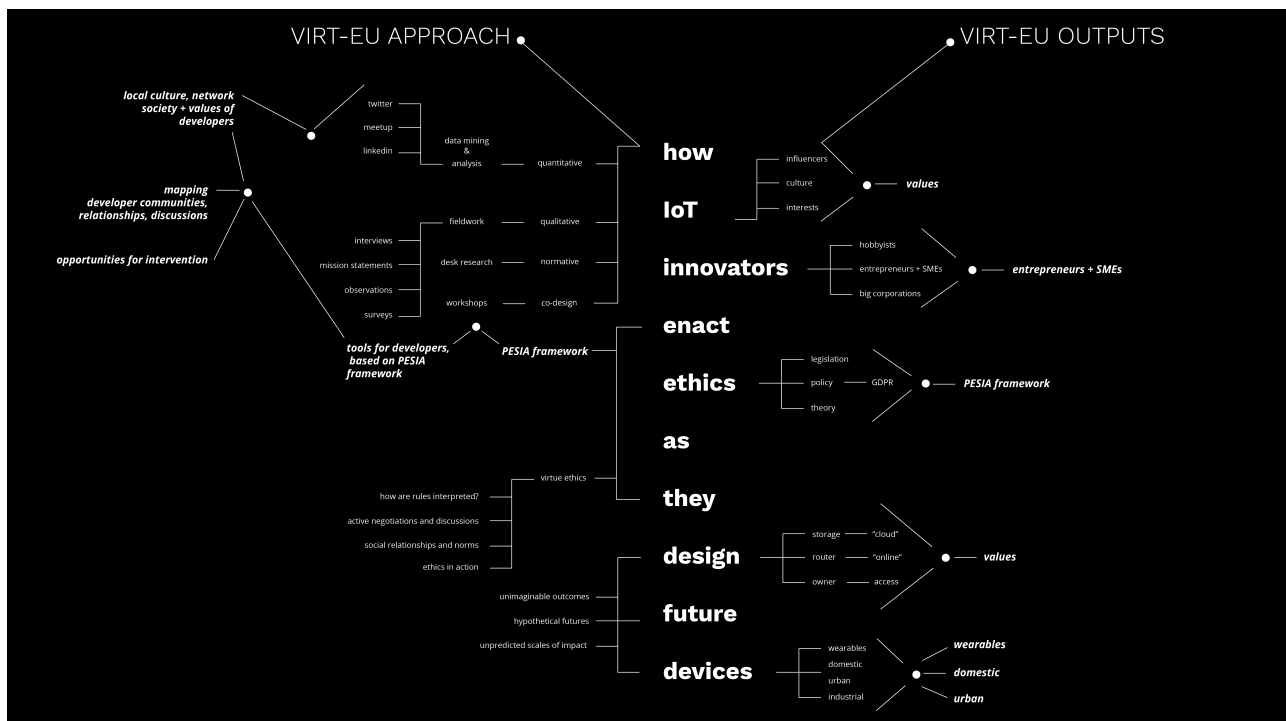 VIRT-EU APPROACH
VIRT-EU OUTPUTS
local culture, network
society + values of
developers
mapping
developer communities,
relationships, discussions
opportunities for intervention
twitter
meetup
linkedin
data mining
&
analysis
quantitative
fieldwork
qualitative
interviews
mission statements
observations
surveys
desk research
normative
workshops
co-design
tools for developers,
based on PESIA
framework
PESIA framework
virtue ethics
how are rules interpreted?
active negotiations and discussions
social relationships and norms
ethics in action
unimaginable outcomes
hypothetical futures
unpredicted scales of impact
how
IoT
innovators
enact
ethics
as
they
design
future
devices
influencers
culture
interests
values
hobbyists
entrepreneurs + SMEs
big corporations
entrepreneurs + SMEs
legislation
policy
GDPR
theory
PESIA framework
storage
“cloud”
router
“online”
owner
access
values
wearables
domestic
urban
industrial
wearables
domestic
urban